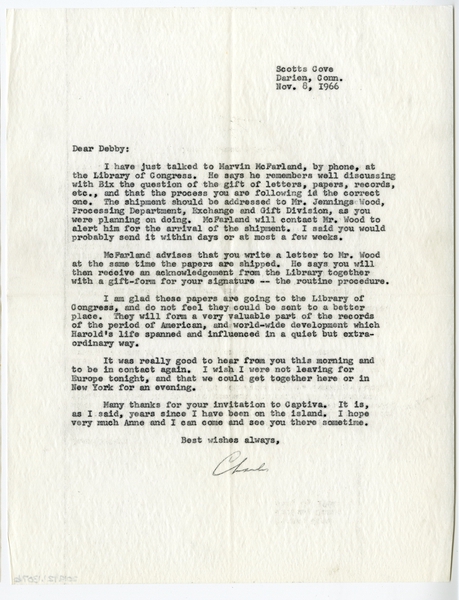 Scotts Cove
Darien, Conn.
Nov. 8, 1966
Dear Debby:
I have just talked to Marvin McFarland, by phone, at
the Library of Congress. He says he remembers well discussing
with Bix the question of the gift of letters, papers, records,
etc., and that the process you are following is the correct
one. The shipment should be addressed to Mr. Jennings Wood,
Processing Department, Exchange and Gift Division, as you
were planning on doing. McFarland will contact Mr. Wood to
alert him for the arrival of the shipment. I said you would
probably send it within days or at most a few weeks.
McFarland advises that you write a letter to Mr. Wood
at the same time the papers are shipped. He says you will
then receive an acknowledgement from the Library together
with a gift-form for your signature -- the routine procedure.
I am glad these papers are going to the Library of
Congress, and do not feel they could be sent to a better
place. They will form a very valuable part of the records
of the period of American, and world-wide development which
Harold's life spanned and influenced in a quiet but extra-
ordinary way.
It was really good to hear from you this morning and
to be in contact again. I wish I were not leaving for
Europe tonight, and that we could get together here or in
New York for an evening.
Many thanks for your invitation to Captiva. It is,
as I said, years since I have been on the island. I hope
very much Anne and I can come and see you there sometime.
Best wishes always,
Charles